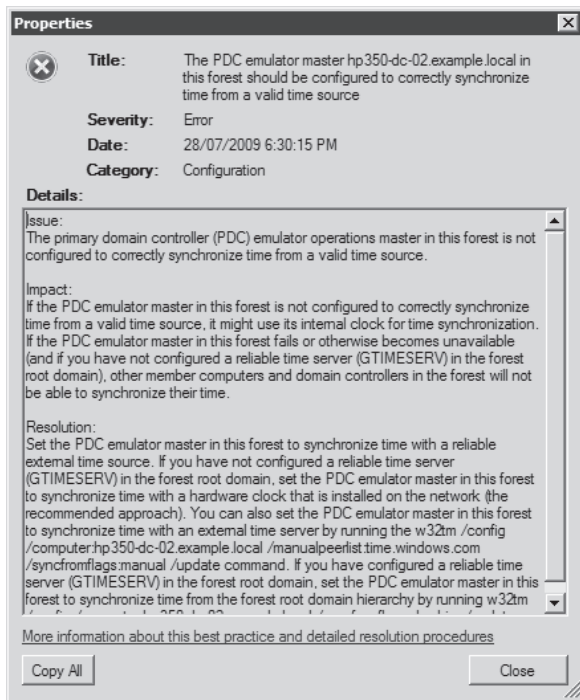 Properties
Title: The PDC emulator master hp350-dc-02.example.local in
this forest should be configured to correctly synchronize
time from a valid time source
Severity: Error
Date: 28/07/2009 6:30:15 PM
Category: Configuration
Details:
Issue:
The primary domain controller (PDC) emulator operations master in this forest is not
configured to correctly synchronize time from a valid time source.
Impact:
If the PDC emulator master in this forest is not configured to correctly synchronize
time from a valid time source, it might use its internal clock for time synchronization.
If the PDC emulator master in this forest fails or otherwise becomes unavailable
(and if you have not configured a reliable time server (GTIMESERV) in the forest
root domain), other member computers and domain controllers in the forest will not
be able to synchronize their time.
Resolution:
Set the PDC emulator master in this forest to synchronize time with a reliable
external time source. If you have not configured a reliable time server
(GTIMESERV) in the forest root domain, set the PDC emulator master in this forest
to synchronize time with a hardware clock that is installed on the network (the
recommended approach). You can also set the PDC emulator master in this forest
to synchronize time with an external time server by running the w32tm /config
/computer:hp350-dc-02.example.local /manualpeerlist:time.windows.com
/syncfromflags:manual /update command. If you have configured a reliable time
server (GTIMESERV) in the forest root domain, set the PDC emulator master in this
forest to synchronize time from the forest root domain hierarchy by running w32tm
More information about this best practice and detailed resolution procedures
Copy All
Close